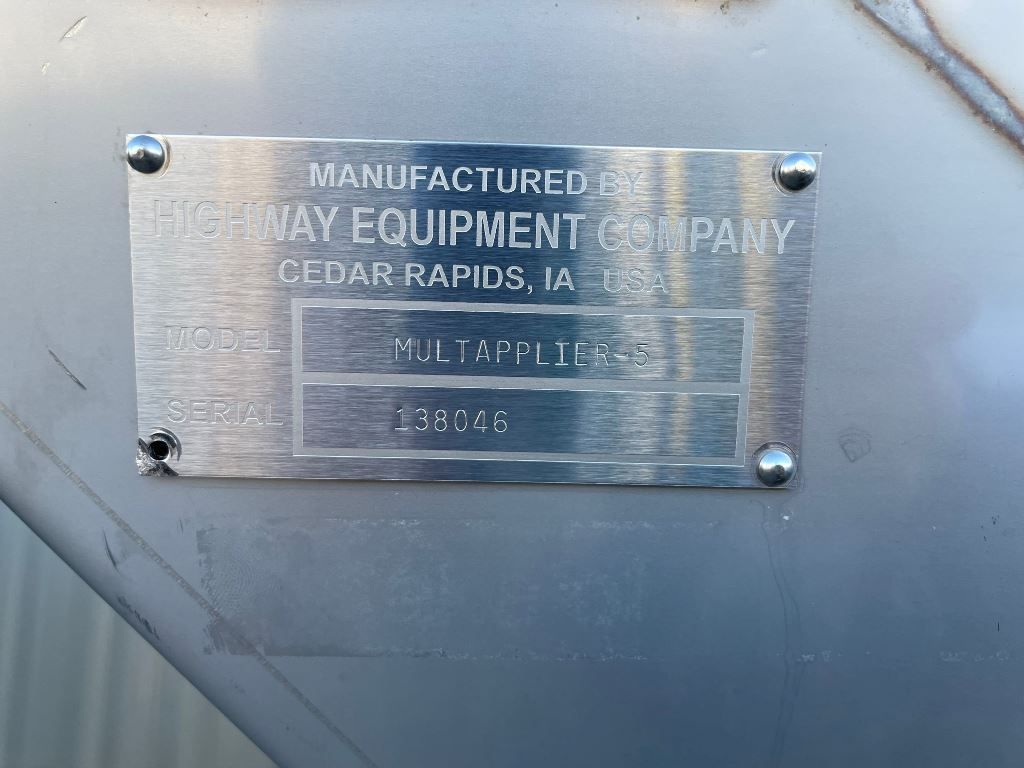 MANUFACTURED BY
HIGHWAY EQUIPMENT COMPANY
CEDAR RAPIDS, IA USA
MODEL MULTAPPLIER-5
SERIAL 138046